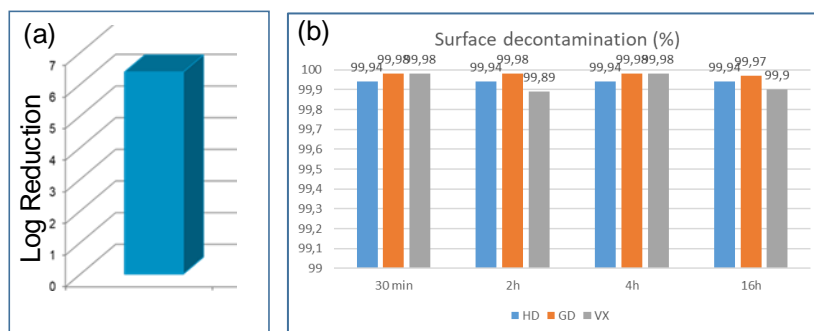 (a)
Log Reduction
7
6
5
4
3
2
1
0
(b)
Surface decontamination (%)
100
99,9
99,8
99,7
99,6
99,5
99,4
99,3
99,2
99,1
99
99,94 99,98 99,98
99,94 99,98 99,89
99,94 99,98 99,98
99,94 99,97 99,9
30 min 2h 4h 16h
HD GD VX